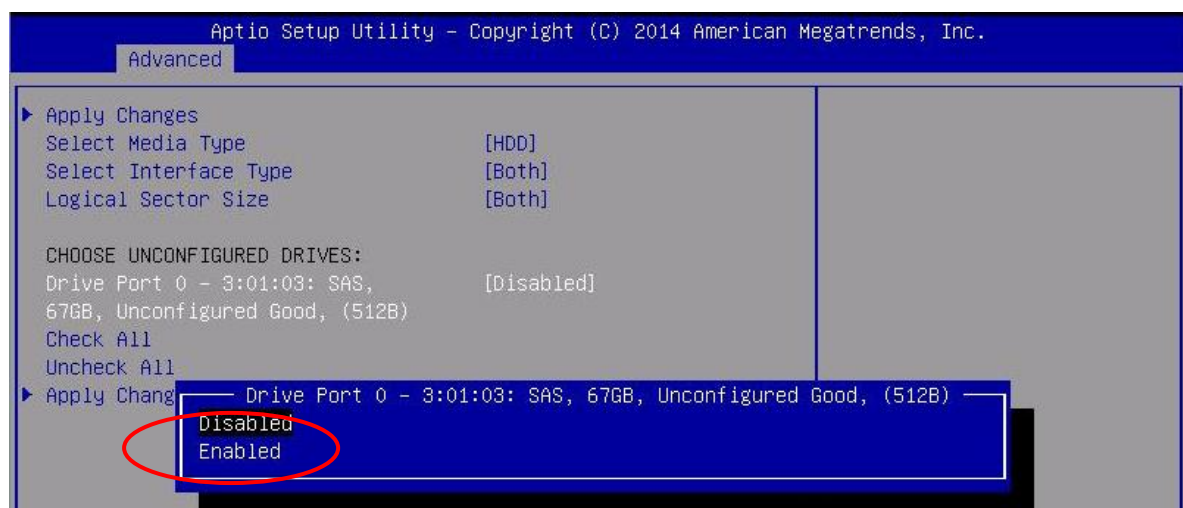 Aptio Setup Utility – Copyright (C) 2014 American Megatrends, Inc.
Advanced
Apply Changes
Select Media Type [HDD]
Select Interface Type [Both]
Logical Sector Size [Both]
CHOOSE UNCONFIGURED DRIVES:
Drive Port 0 – 3:01:03: SAS, [Disabled]
67GB, Unconfigured Good, (512B)
Check All
Uncheck All
Apply Chang
Drive Port 0 – 3:01:03: SAS, 67GB, Unconfigured Good, (512B)
Disabled
Enabled